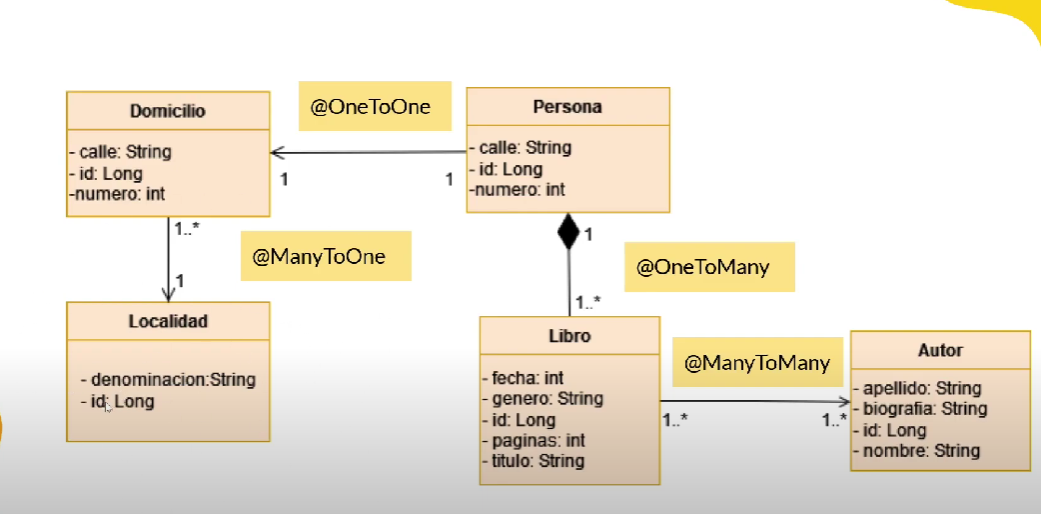 @OneToOne
Domicilio
- calle: String
- id: Long
-numero: int
1
1
Persona
- calle: String
- id: Long
-numero: int
1..*
@ManyToOne
1
1
@OneToMany
1..*
Localidad
- denominacion:String
- id: Long
Libro
- fecha: int
- genero: String
- id: Long
- paginas: int
- titulo: String
@ManyToMany
1..*
1..*
Autor
- apellido: String
- biografia: String
- id: Long
- nombre: String